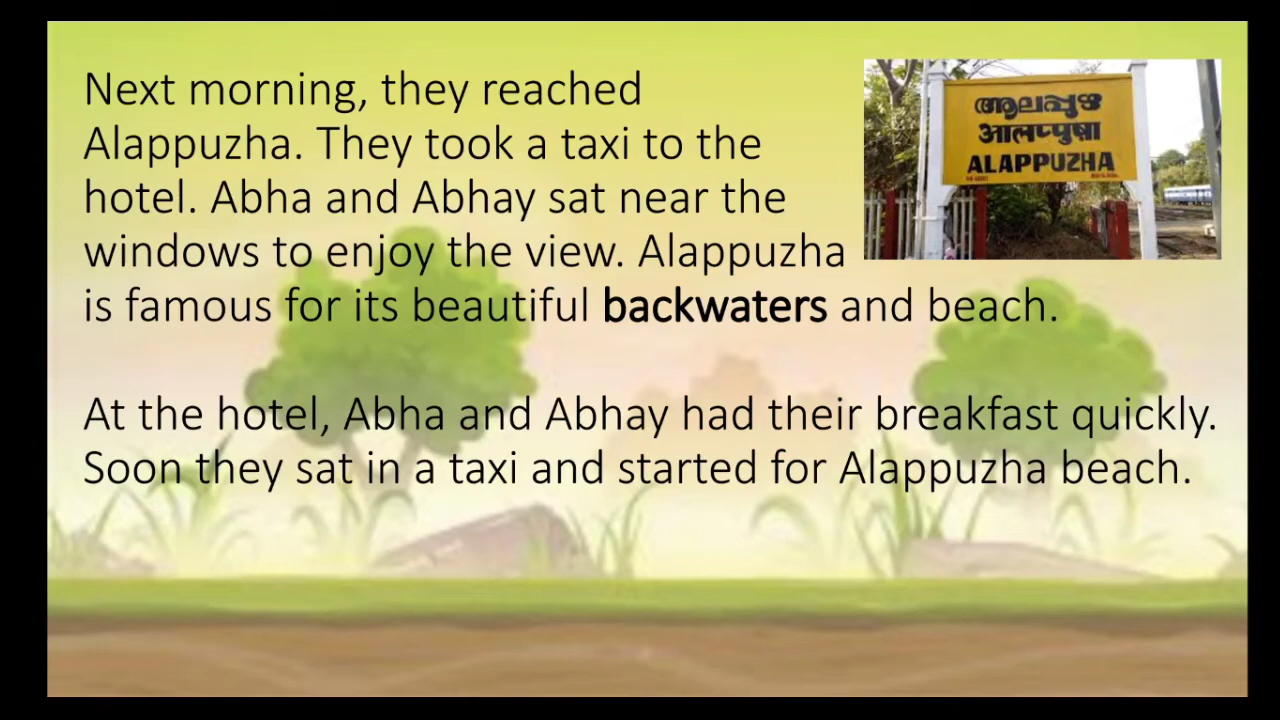 Next morning, they reached
Alappuzha. They took a taxi to the
hotel. Abha and Abhay sat near the
windows to enjoy the view. Alappuzha
is famous for its beautiful backwaters and beach.
At the hotel, Abha and Abhay had their breakfast quickly.
Soon they sat in a taxi and started for Alappuzha beach.
ആലപ്പുഴ
आलप्पुषा
ALAPPUZHA